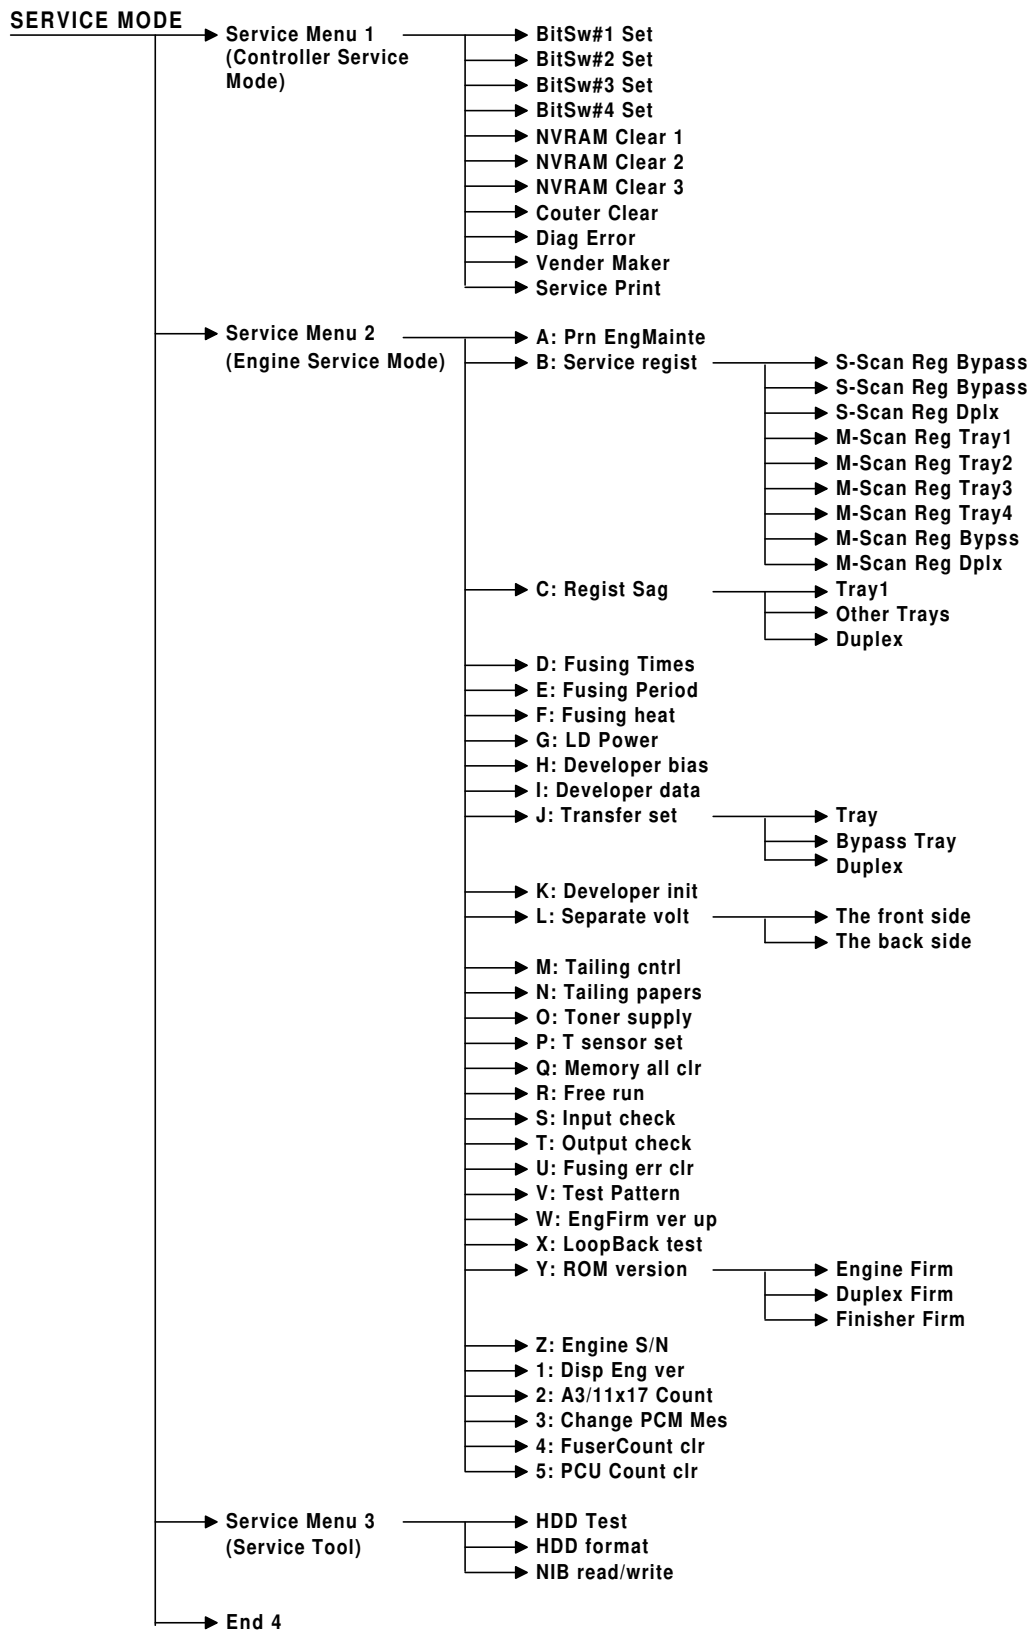 SERVICE MODE
Service Menu 1
(Controller Service
Mode)
BitSw#1 Set
BitSw#2 Set
BitSw#3 Set
BitSw#4 Set
NVRAM Clear 1
NVRAM Clear 2
NVRAM Clear 3
Couter Clear
Diag Error
Vender Maker
Service Print
Service Menu 2
(Engine Service Mode)
A: Prn EngMainte
B: Service regist
S-Scan Reg Bypass
S-Scan Reg Bypass
S-Scan Reg Dplx
M-Scan Reg Tray1
M-Scan Reg Tray2
M-Scan Reg Tray3
M-Scan Reg Tray4
M-Scan Reg Bypss
M-Scan Reg Dplx
C: Regist Sag
Tray1
Other Trays
Duplex
D: Fusing Times
E: Fusing Period
F: Fusing heat
G: LD Power
H: Developer bias
I: Developer data
J: Transfer set
Tray
Bypass Tray
Duplex
K: Developer init
L: Separate volt
The front side
The back side
M: Tailing cntrl
N: Tailing papers
O: Toner supply
P: T sensor set
Q: Memory all clr
R: Free run
S: Input check
T: Output check
U: Fusing err clr
V: Test Pattern
W: EngFirm ver up
X: LoopBack test
Y: ROM version
Engine Firm
Duplex Firm
Finisher Firm
Z: Engine S/N
1: Disp Eng ver
2: A3/11x17 Count
3: Change PCM Mes
4: FuserCount clr
5: PCU Count clr
Service Menu 3
(Service Tool)
HDD Test
HDD format
NIB read/write
End 4